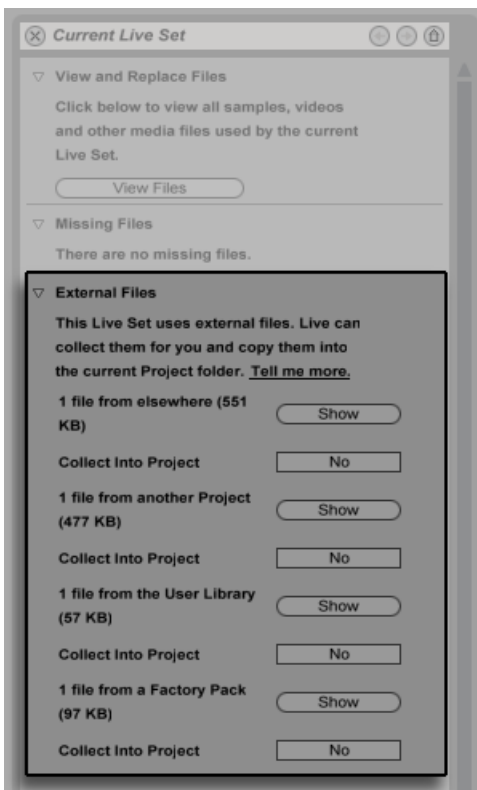 Current Live Set
View and Replace Files
Click below to view all samples, videos
and other media files used by the current
Live Set.
View Files
Missing Files
There are no missing files.
External Files
This Live Set uses external files. Live can
collect them for you and copy them into
the current Project folder. Tell me more.
1 file from elsewhere (551
KB)
Show
Collect Into Project
No
1 file from another Project
(477 KB)
Show
Collect Into Project
No
1 file from the User Library
(57 KB)
Show
Collect Into Project
No
1 file from a Factory Pack
(97 KB)
Show
Collect Into Project
No